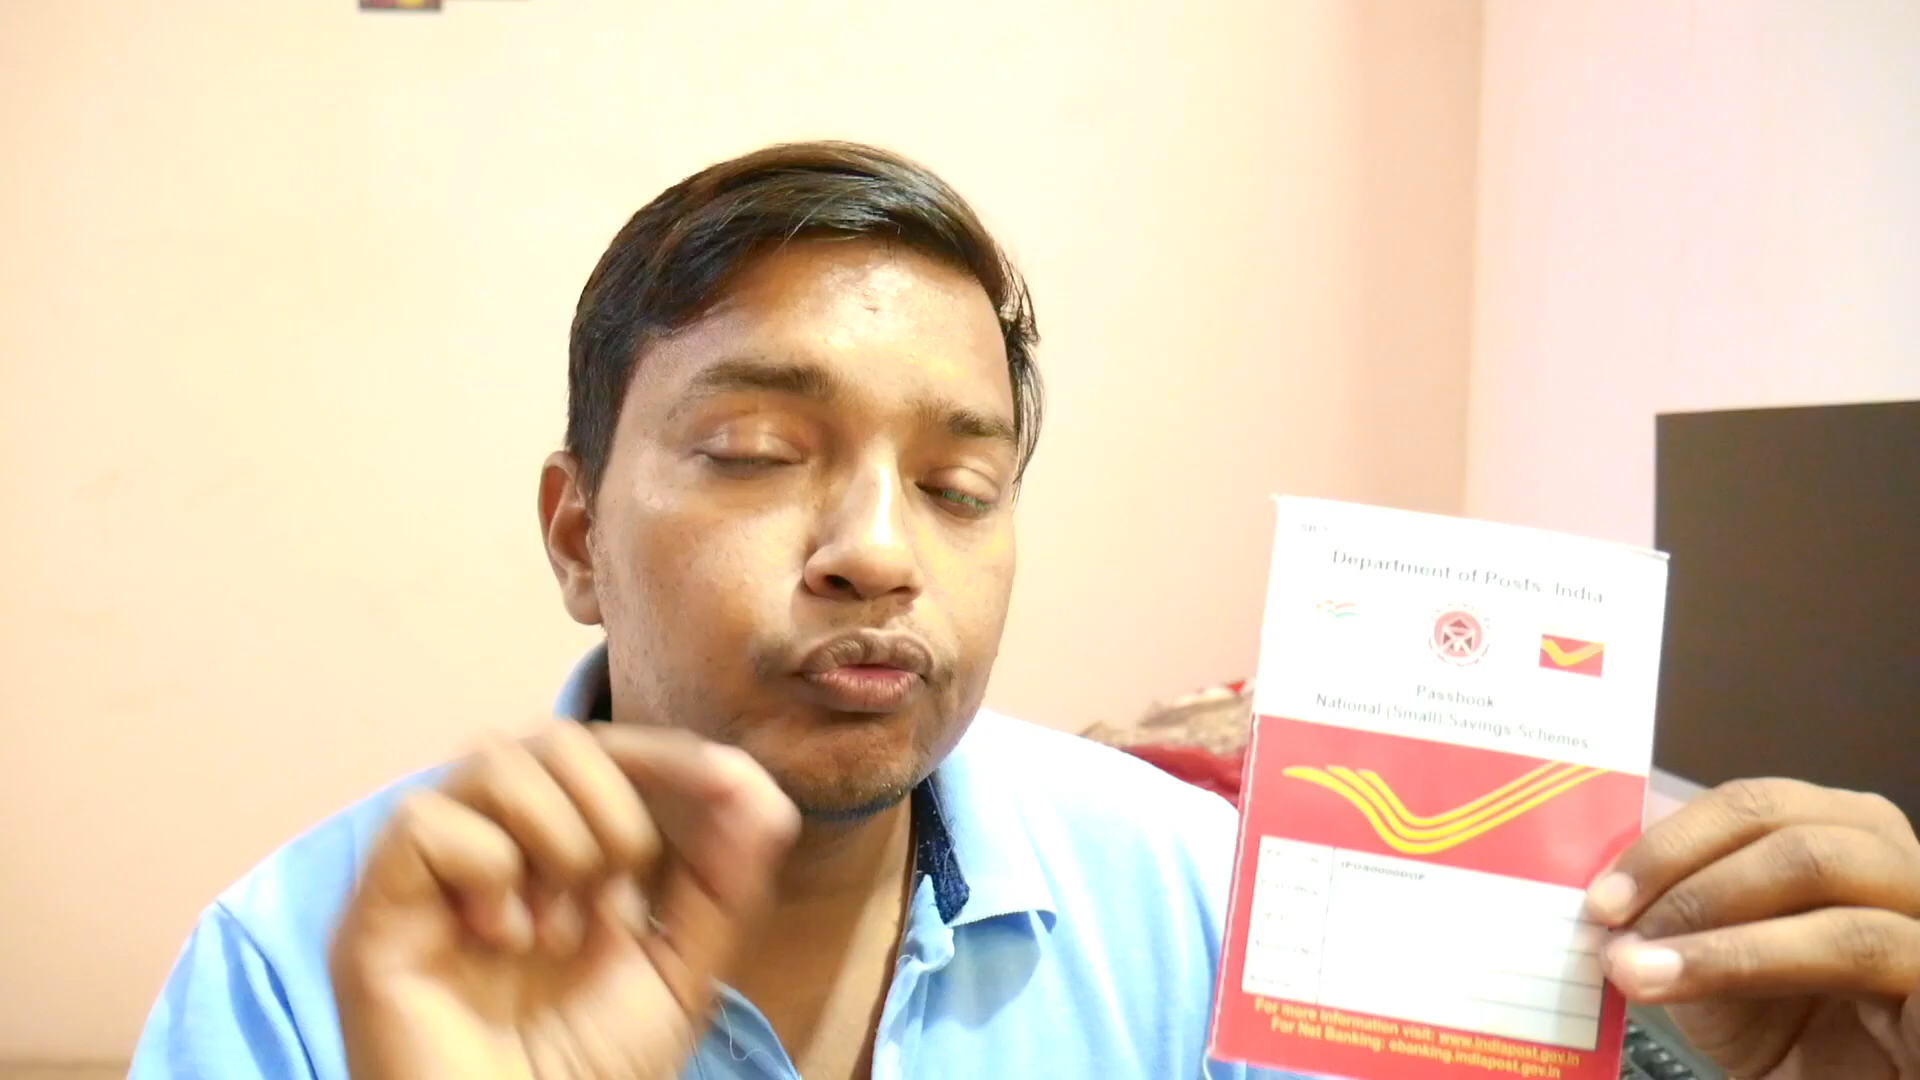 Department of Posts, India
Passbook
National (Small) Savings Schemes
IPOS0000DOP
For more information visit: www.indiapost.gov.in
For Net Banking: ebanking.indiapost.gov.in